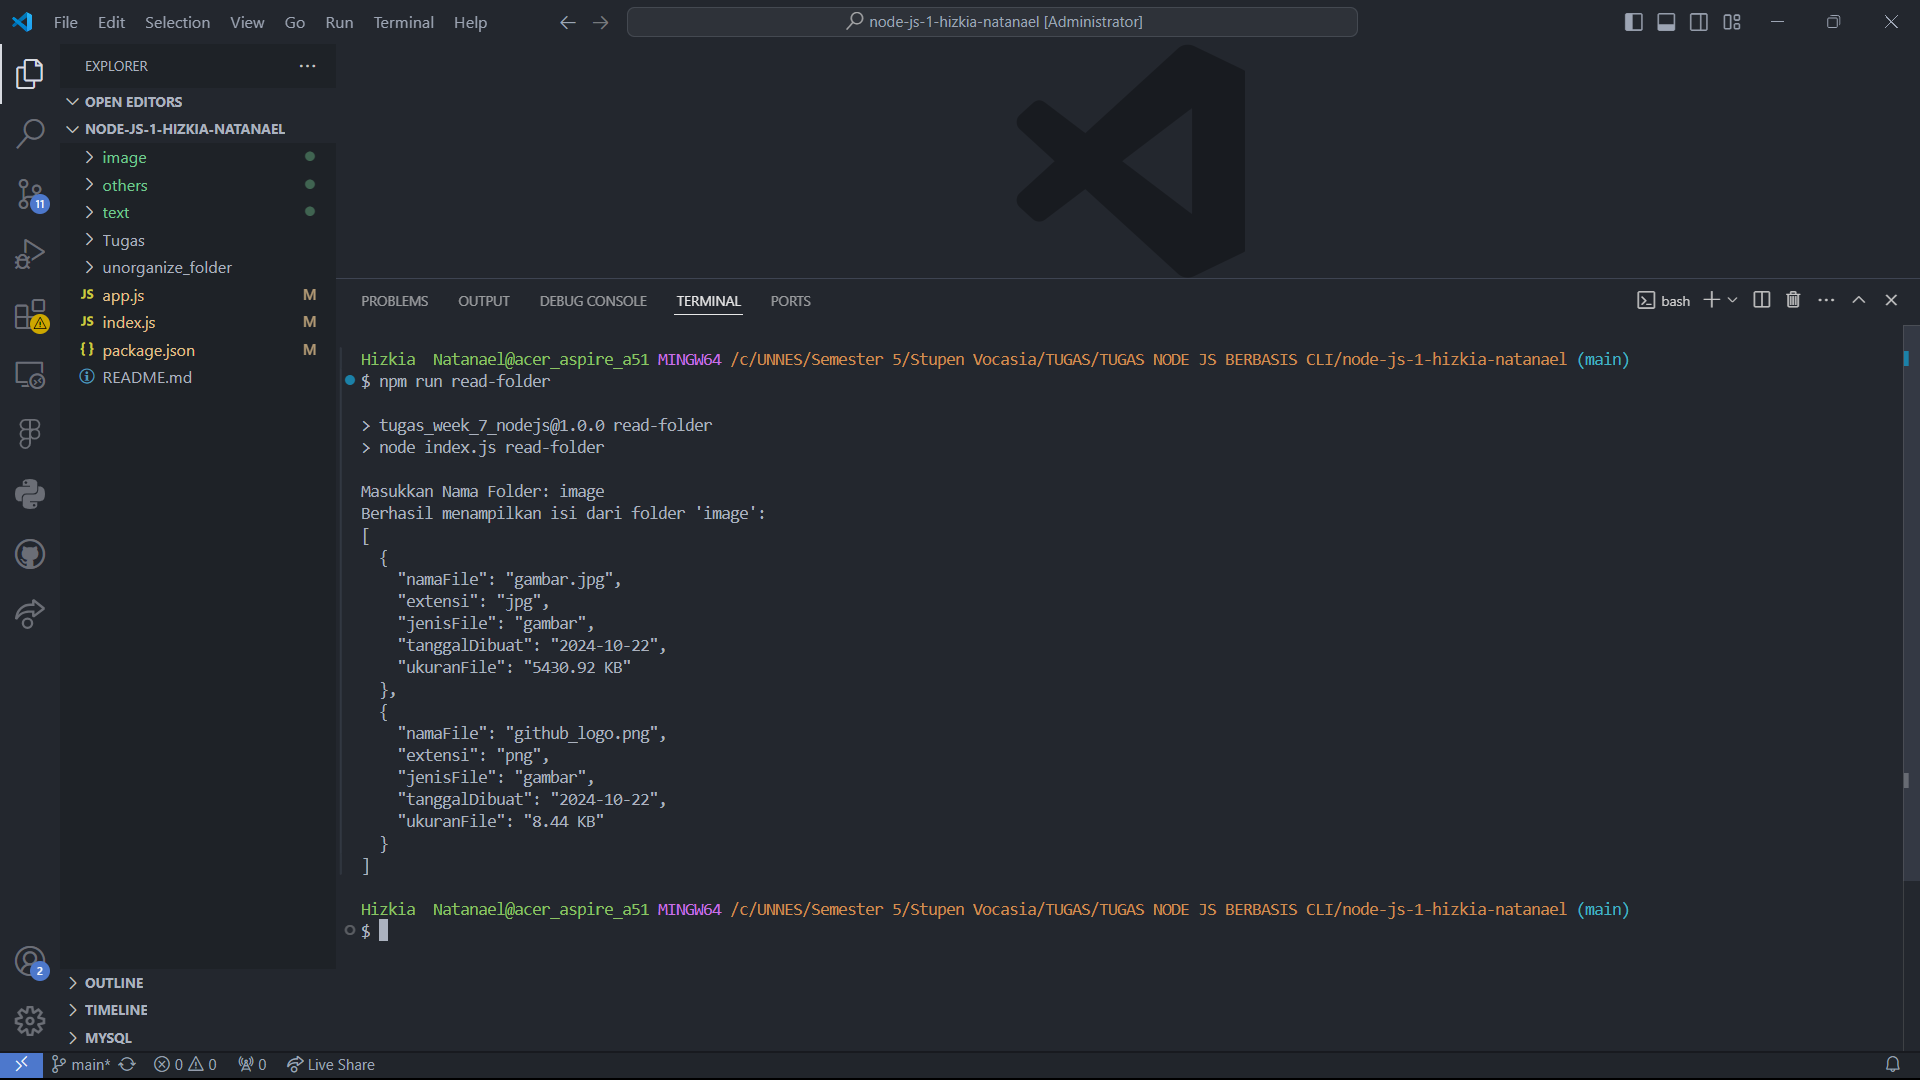 File Edit Selection View Go Run Terminal Help
node-js-1-hizkia-natanael [Administrator]
EXPLORER
OPEN EDITORS
NODE-JS-1-HIZKIA-NATANAEL
image
others
text
Tugas
unorganize_folder
JS app.js M
JS index.js M
{} package.json M
README.md
11
2
OUTLINE
TIMELINE
MYSQL
PROBLEMS OUTPUT DEBUG CONSOLE TERMINAL PORTS
bash
Hizkia  Natanael@acer_aspire_a51 MINGW64 /c/UNNES/Semester 5/Stupen Vocasia/TUGAS/TUGAS NODE JS BERBASIS CLI/node-js-1-hizkia-natanael (main)
$ npm run read-folder
> tugas_week_7_nodejs@1.0.0 read-folder
> node index.js read-folder
Masukkan Nama Folder: image
Berhasil menampilkan isi dari folder 'image':
[
  {
    "namaFile": "gambar.jpg",
    "extensi": "jpg",
    "jenisFile": "gambar",
    "tanggalDibuat": "2024-10-22",
    "ukuranFile": "5430.92 KB"
  },
  {
    "namaFile": "github_logo.png",
    "extensi": "png",
    "jenisFile": "gambar",
    "tanggalDibuat": "2024-10-22",
    "ukuranFile": "8.44 KB"
  }
]
Hizkia  Natanael@acer_aspire_a51 MINGW64 /c/UNNES/Semester 5/Stupen Vocasia/TUGAS/TUGAS NODE JS BERBASIS CLI/node-js-1-hizkia-natanael (main)
$
main* 0 0 0 Live Share